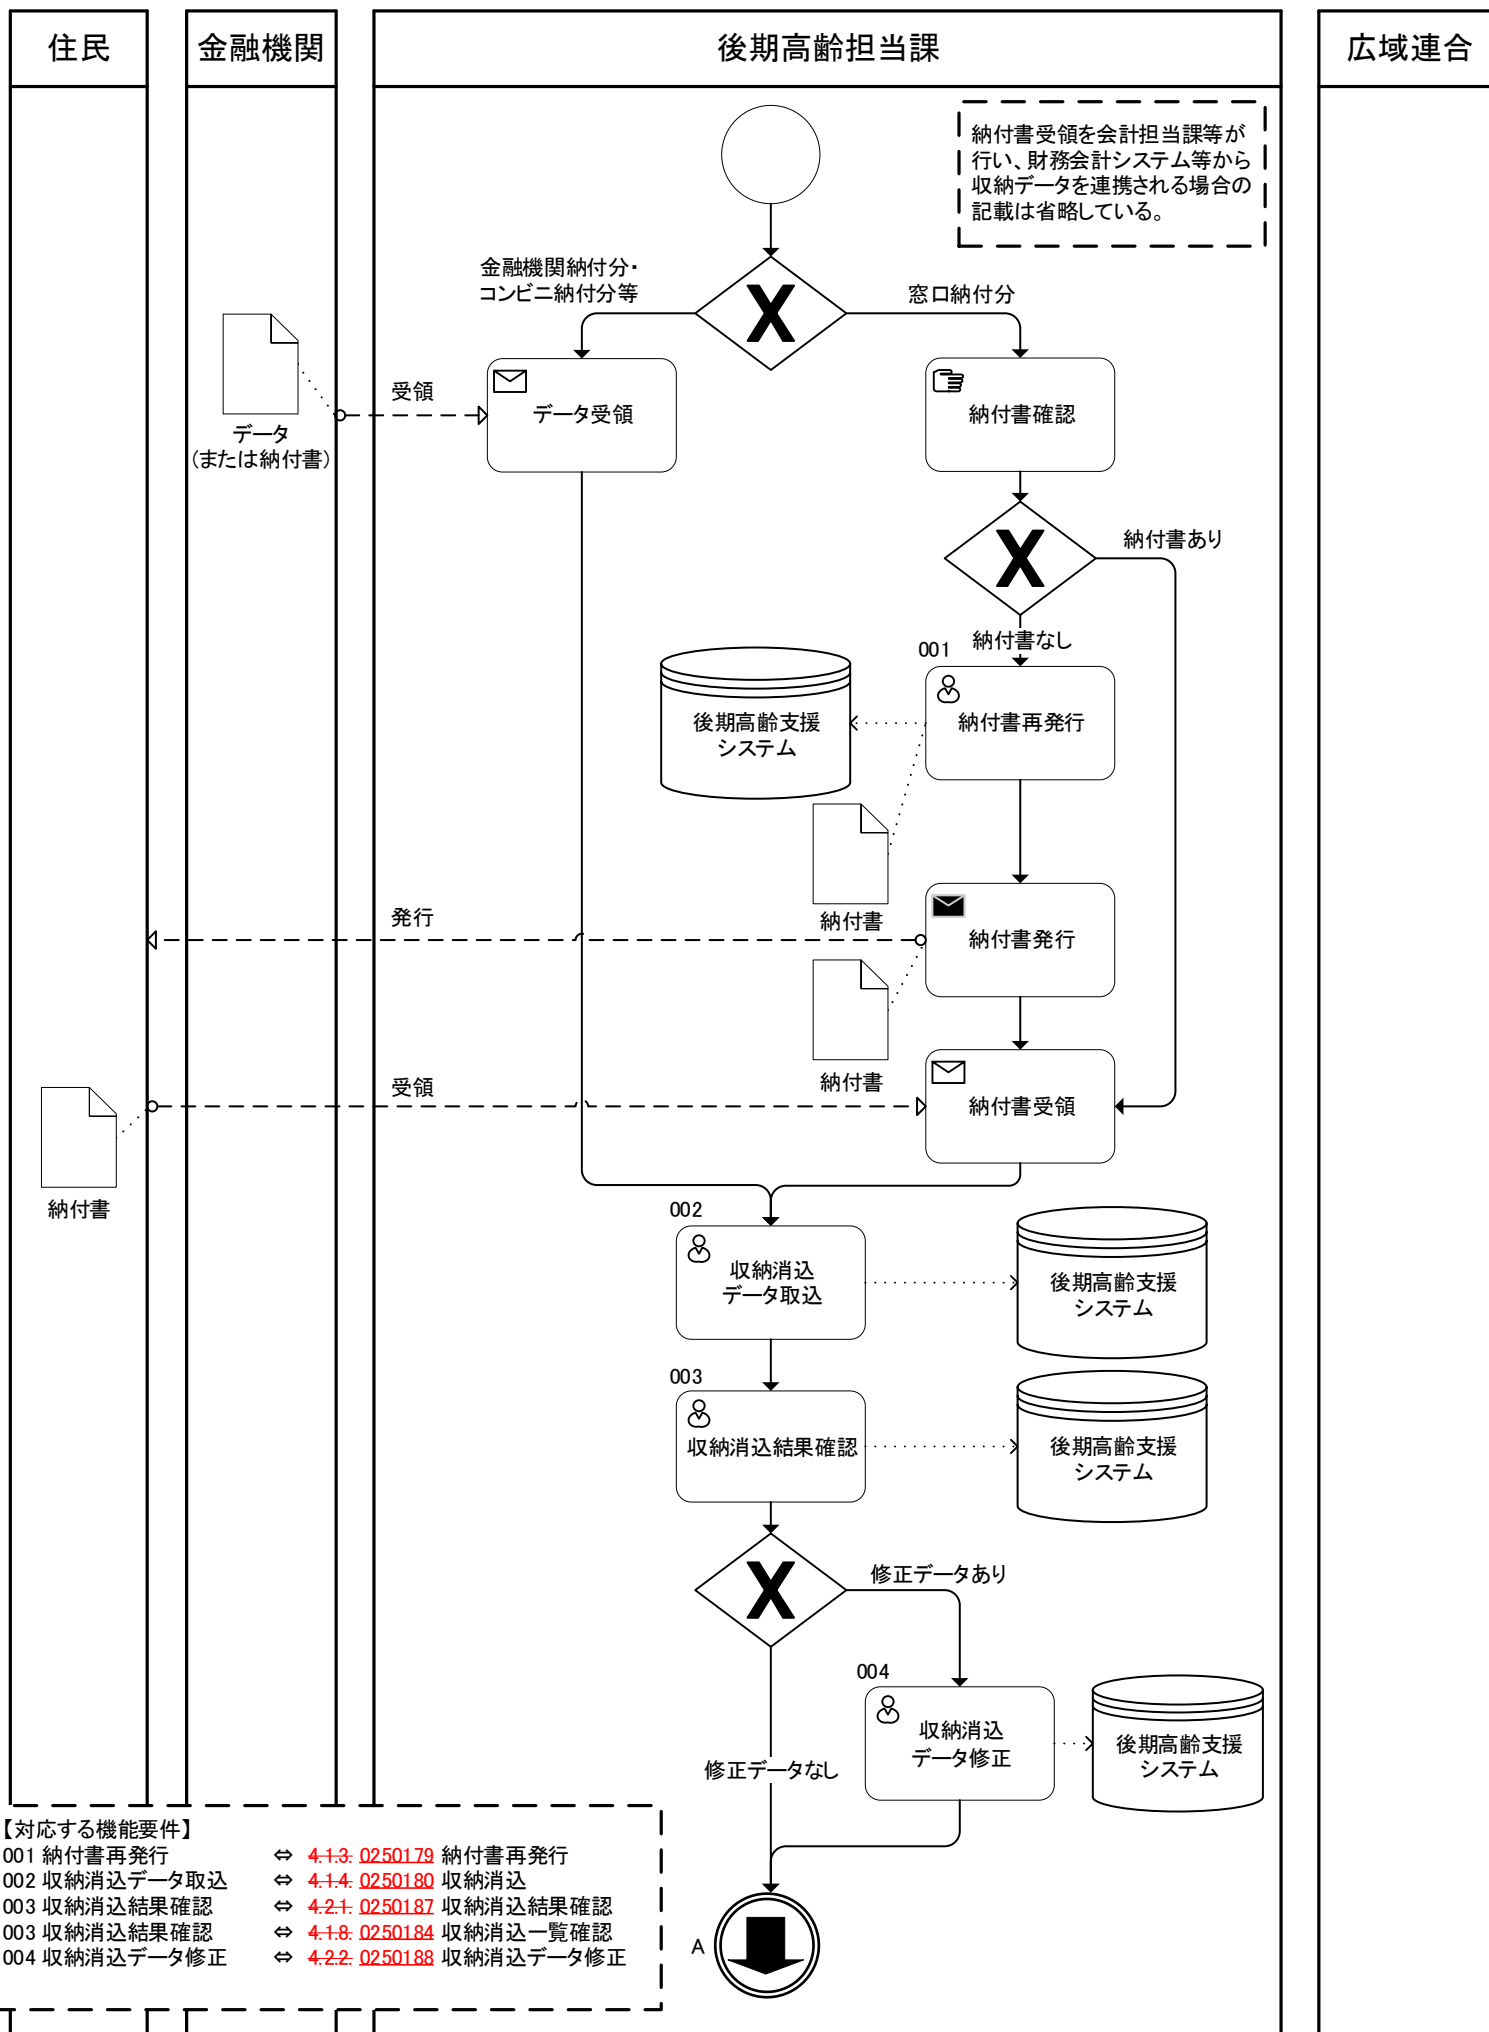 住民
金融機関
後期高齢担当課
広域連合
納付書受領を会計担当課等が
行い、財務会計システム等から
収納データを連携される場合の
記載は省略している。
金融機関納付分・
コンビニ納付分等
窓口納付分
X
データ
(または納付書)
受領
データ受領
納付書確認
X
納付書あり
納付書なし
001
納付書再発行
後期高齢支援
システム
納付書
発行
納付書発行
納付書
受領
納付書受領
納付書
002
収納消込
データ取込
後期高齢支援
システム
003
収納消込結果確認
後期高齢支援
システム
X
修正データあり
004
収納消込
データ修正
後期高齢支援
システム
修正データなし
【対応する機能要件】
001 納付書再発行 ⇔ 4.1.3. 0250179 納付書再発行
002 収納消込データ取込 ⇔ 4.1.4. 0250180 収納消込
003 収納消込結果確認 ⇔ 4.2.1. 0250187 収納消込結果確認
003 収納消込結果確認 ⇔ 4.1.8. 0250184 収納消込一覧確認
004 収納消込データ修正 ⇔ 4.2.2. 0250188 収納消込データ修正
A